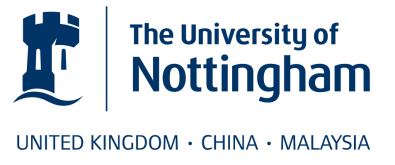 The University of
Nottingham
UNITED KINGDOM · CHINA · MALAYSIA